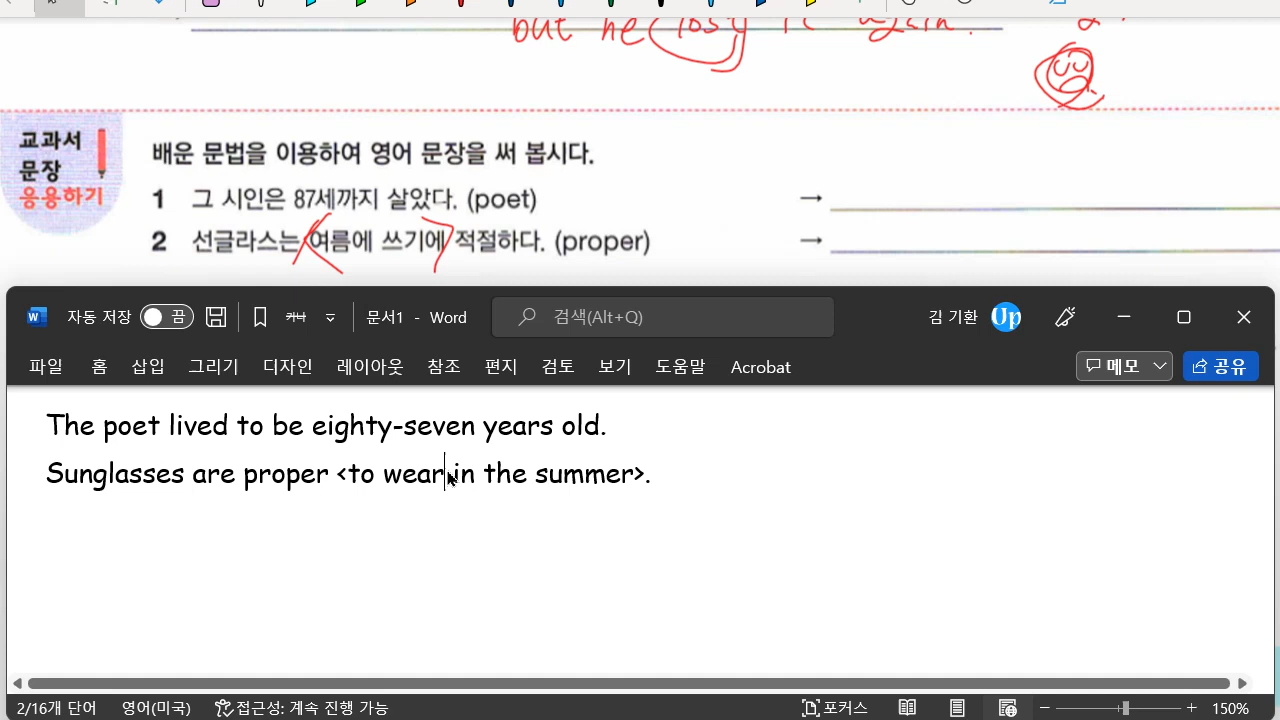 but he losy it again.
교과서
문장
응용하기
배운 문법을 이용하여 영어 문장을 써 봅시다.
1 그 시인은 87세까지 살았다. (poet) →
2 선글라스는 여름에 쓰기에 적절하다. (proper) →
자동 저장 끔 가나 문서1 - Word 검색(Alt+Q) 김 기환 Up
파일 홈 삽입 그리기 디자인 레이아웃 참조 편지 검토 보기 도움말 Acrobat 메모 공유
The poet lived to be eighty-seven years old.
Sunglasses are proper <to wear in the summer>.
2/16개 단어 영어(미국) 접근성: 계속 진행 가능 포커스 150%